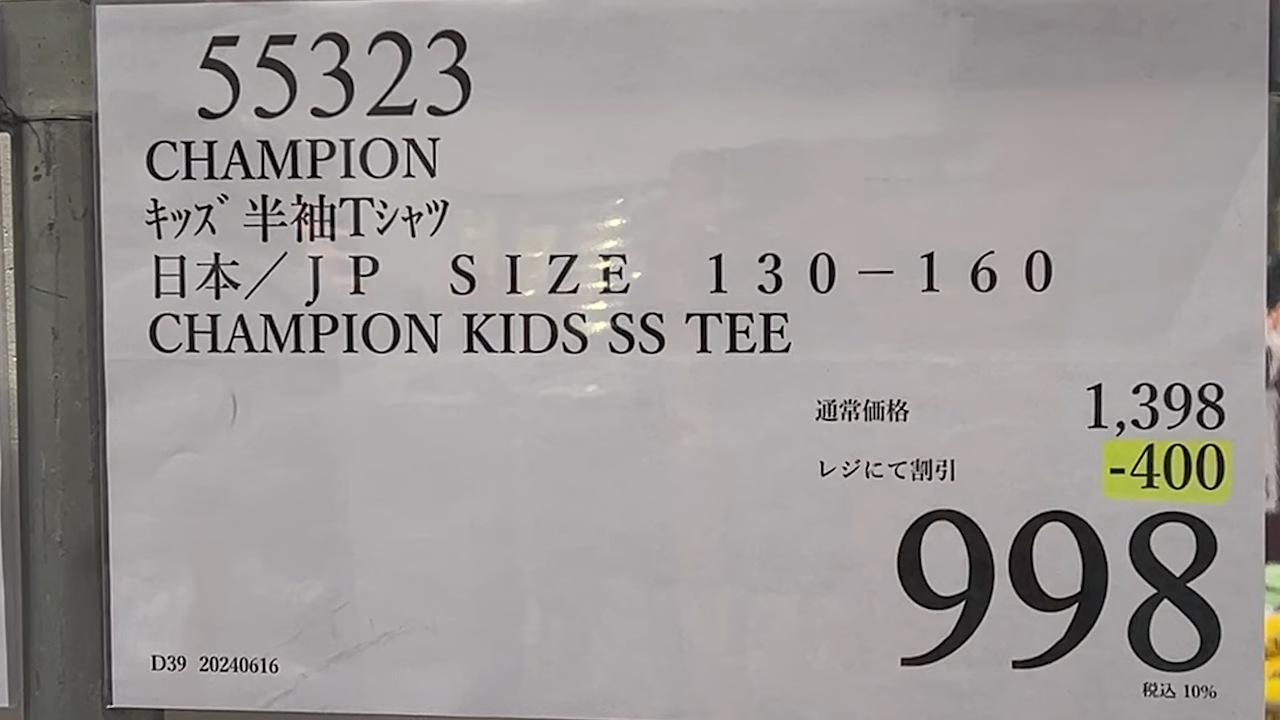 55323
CHAMPION
ｷｯｽﾞ 半袖Tｼｬﾂ
日本／ＪＰ　ＳＩＺＥ　１３０－１６０
CHAMPION KIDS SS TEE
通常価格 1,398
レジにて割引 -400
998
D39 20240616
税込 10%